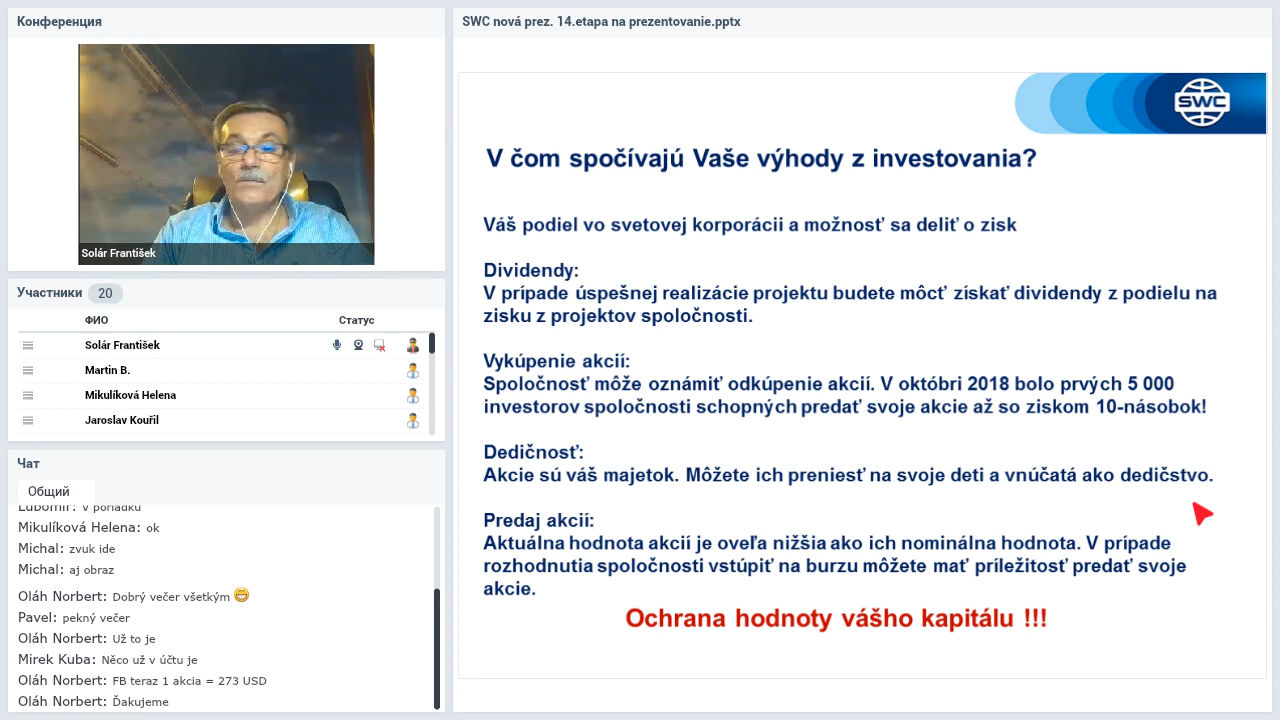 Конференция
Solár František
Участники 20
ФИО Статус
Solár František
Martin B.
Mikulíková Helena
Jaroslav Kouřil
Чат
Общий
Ľubomír: v poriadku
Mikulíková Helena: ok
Michal: zvuk ide
Michal: aj obraz
Oláh Norbert: Dobrý večer všetkým 😁
Pavel: pekný večer
Oláh Norbert: Už to je
Mirek Kuba: Něco už v účtu je
Oláh Norbert: FB teraz 1 akcia = 273 USD
Oláh Norbert: Ďakujeme
SWC nová prez. 14.etapa na prezentovanie.pptx
SWC
V čom spočívajú Vaše výhody z investovania?
Váš podiel vo svetovej korporácii a možnosť sa deliť o zisk
Dividendy:
V prípade úspešnej realizácie projektu budete môcť získať dividendy z podielu na
zisku z projektov spoločnosti.
Vykúpenie akcií:
Spoločnosť môže oznámiť odkúpenie akcií. V októbri 2018 bolo prvých 5 000
investorov spoločnosti schopných predať svoje akcie až so ziskom 10-násobok!
Dedičnosť:
Akcie sú váš majetok. Môžete ich preniesť na svoje deti a vnúčatá ako dedičstvo.
Predaj akcií:
Aktuálna hodnota akcií je oveľa nižšia ako ich nominálna hodnota. V prípade
rozhodnutia spoločnosti vstúpiť na burzu môžete mať príležitosť predať svoje
akcie.
Ochrana hodnoty vášho kapitálu !!!